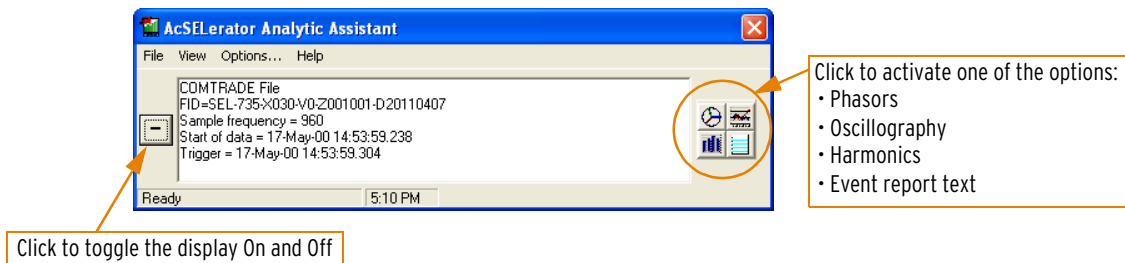 AcSELerator Analytic Assistant
File View Options... Help
COMTRADE File
FID=SEL-735-X030-V0-Z001001-D20110407
Sample frequency = 960
Start of data = 17-May-00 14:53:59.238
Trigger = 17-May-00 14:53:59.304
Ready 5:10 PM
Click to activate one of the options:
• Phasors
• Oscillography
• Harmonics
• Event report text
Click to toggle the display On and Off